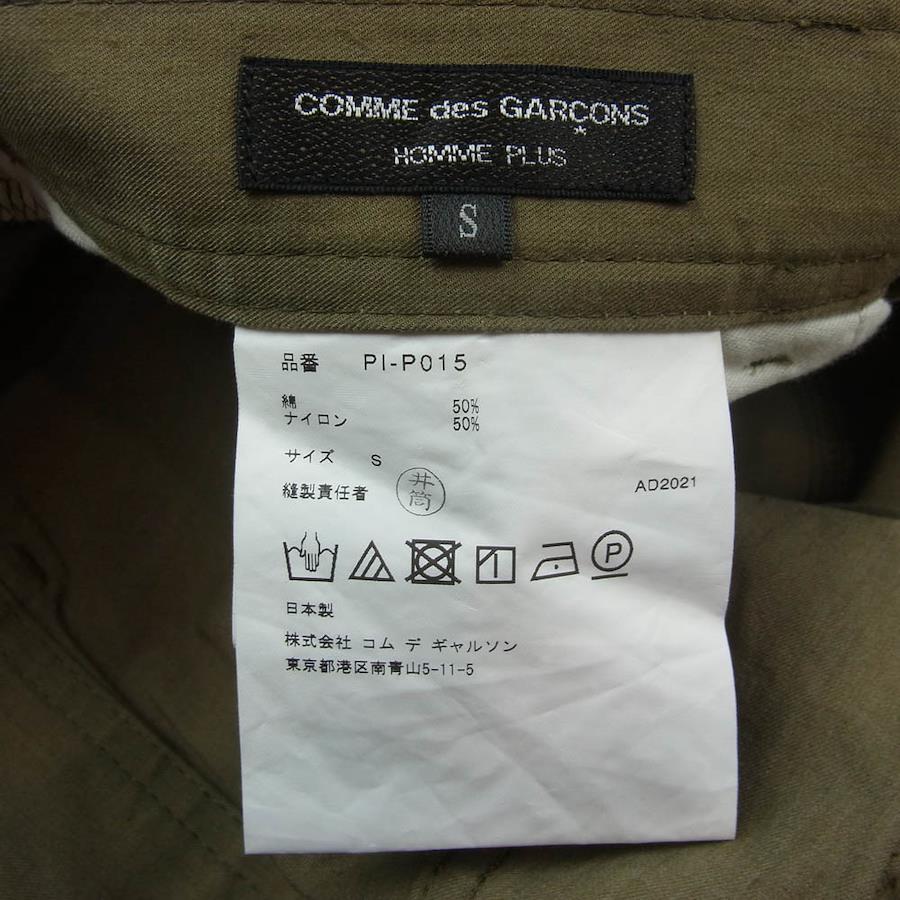 COMME des GARÇONS
HOMME PLUS
S
品番 PI-P015
綿 50%
ナイロン 50%
サイズ S
縫製責任者 井筒
AD2021
P
日本製
株式会社 コム デ ギャルソン
東京都港区南青山5-11-5